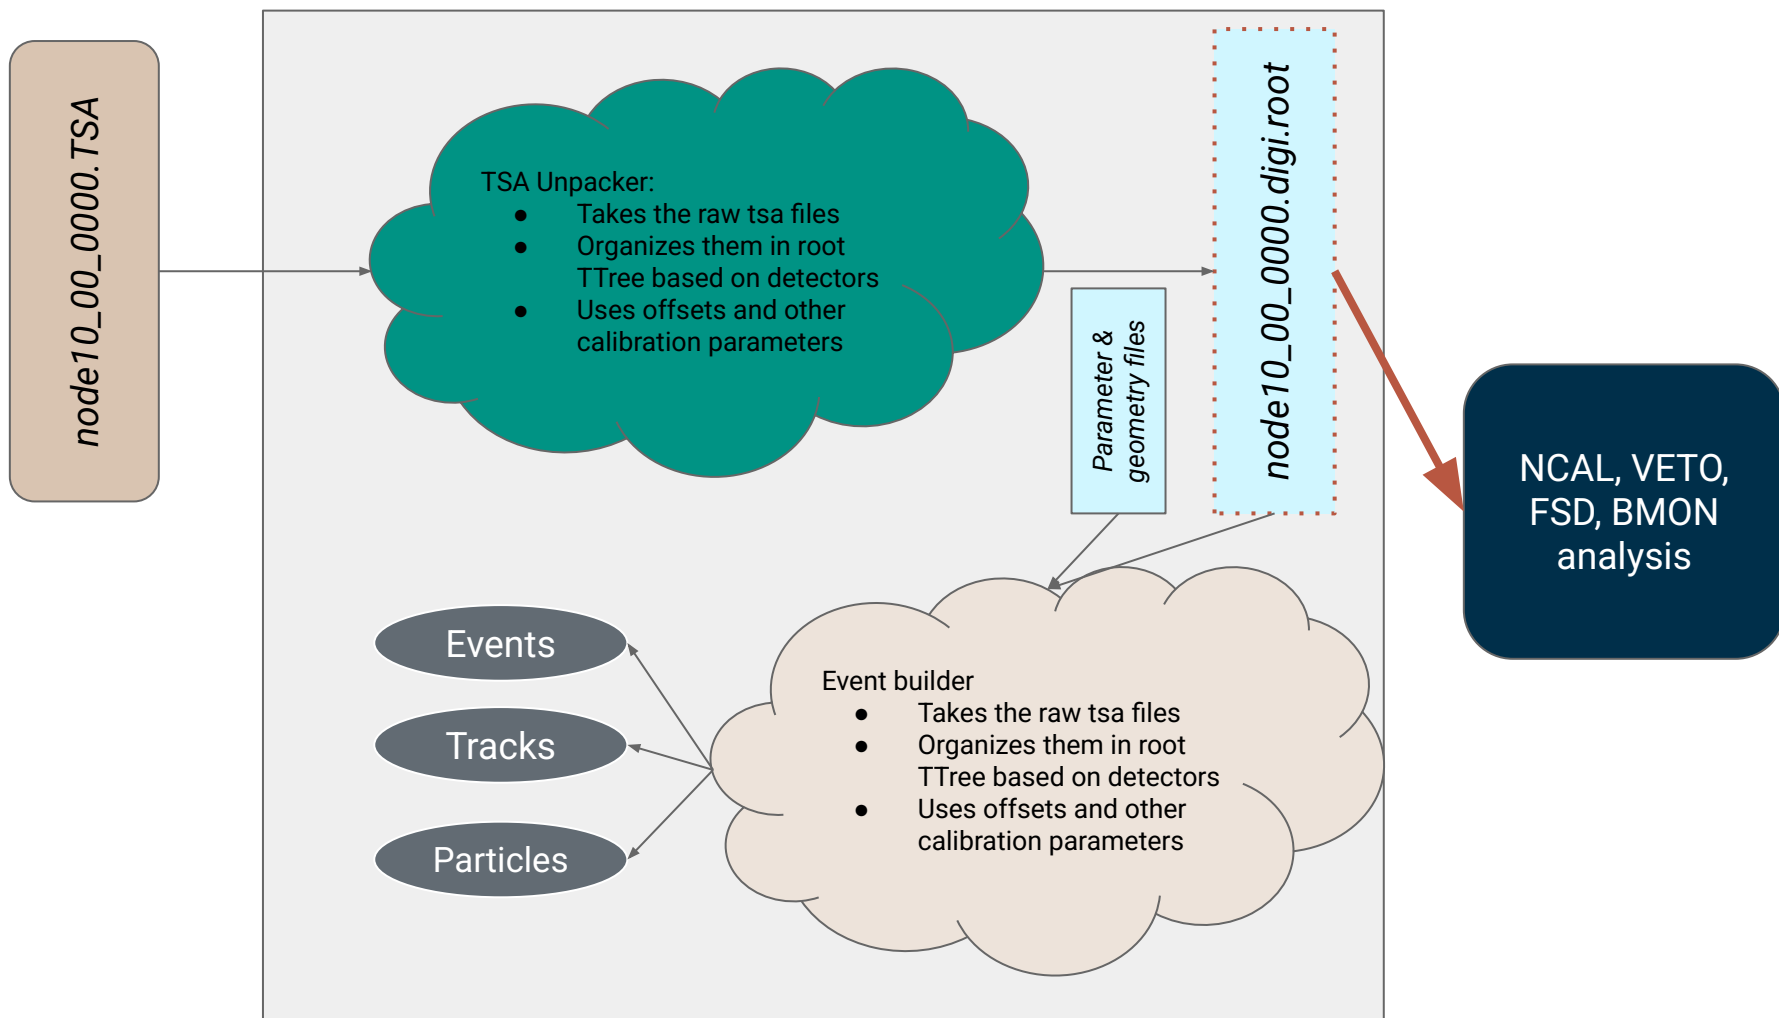 node10_00_0000.TSA
TSA Unpacker:
● Takes the raw tsa files
● Organizes them in root
TTree based on detectors
● Uses offsets and other
calibration parameters
Parameter &
geometry files
node10_00_0000.digi.root
NCAL, VETO,
FSD, BMON
analysis
Events
Tracks
Particles
Event builder
● Takes the raw tsa files
● Organizes them in root
TTree based on detectors
● Uses offsets and other
calibration parameters